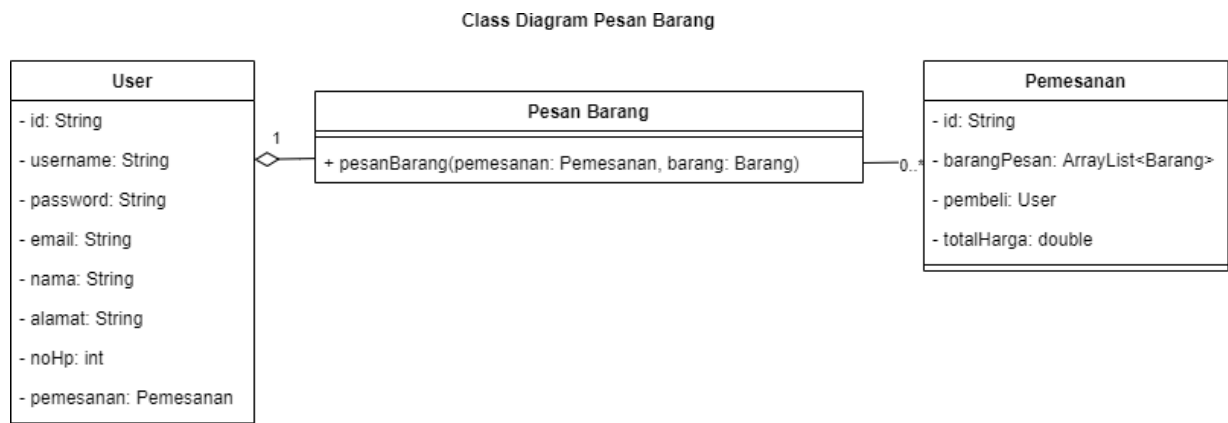 Class Diagram Pesan Barang
User
- id: String
- username: String
- password: String
- email: String
- nama: String
- alamat: String
- noHp: int
- pemesanan: Pemesanan
1
Pesan Barang
+ pesanBarang(pemesanan: Pemesanan, barang: Barang)
0..*
Pemesanan
- id: String
- barangPesan: ArrayList<Barang>
- pembeli: User
- totalHarga: double